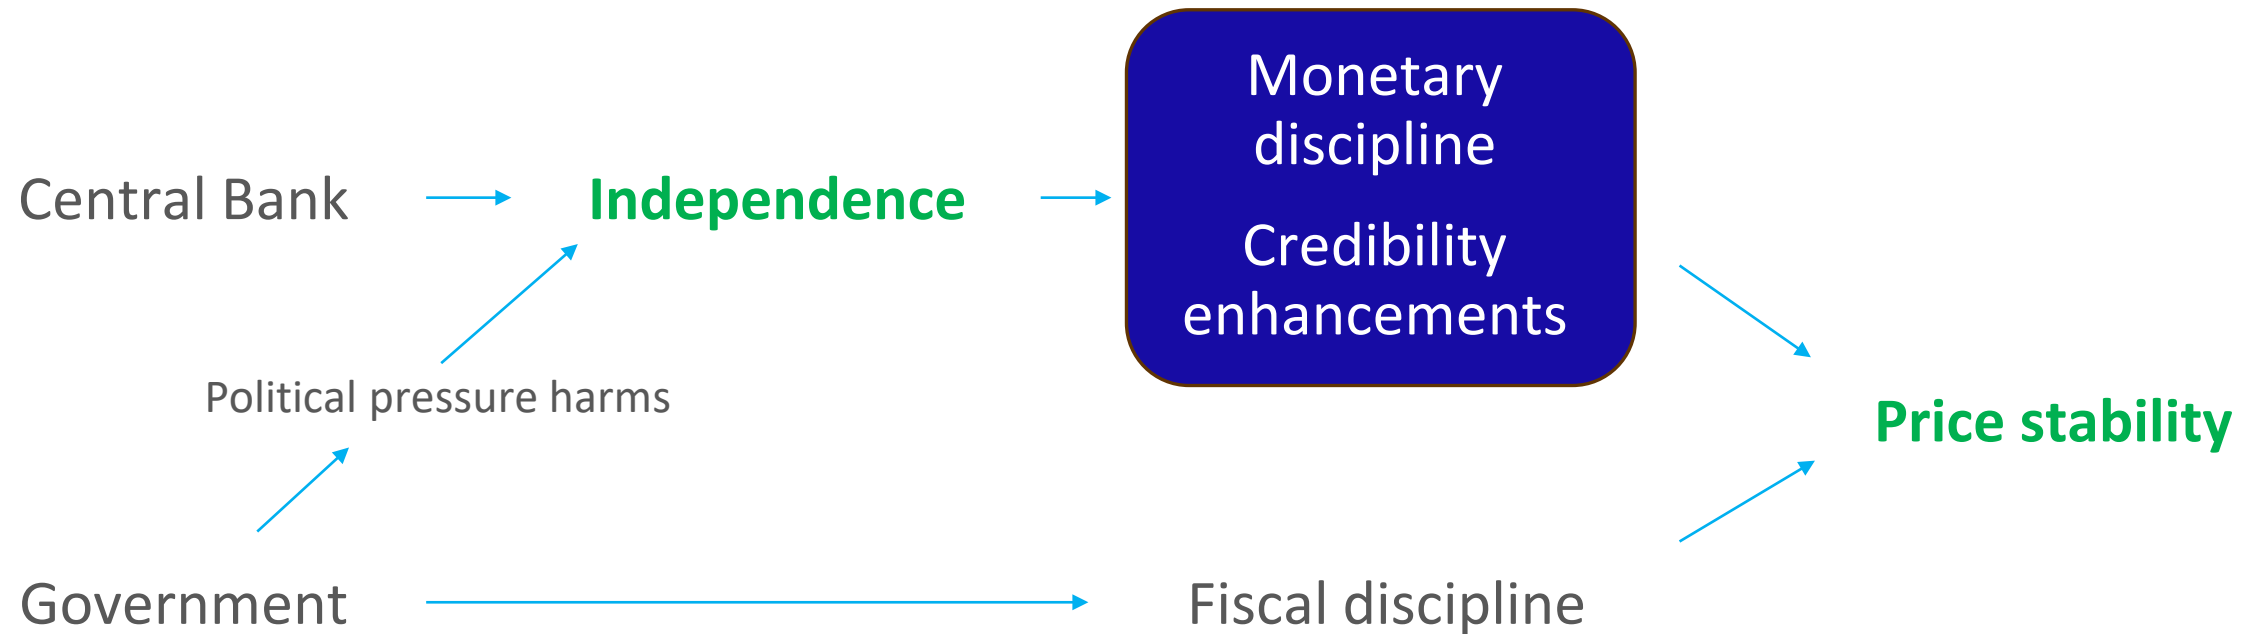 Monetary
discipline
Credibility
enhancements
Central Bank
Independence
Political pressure harms
Price stability
Government
Fiscal discipline